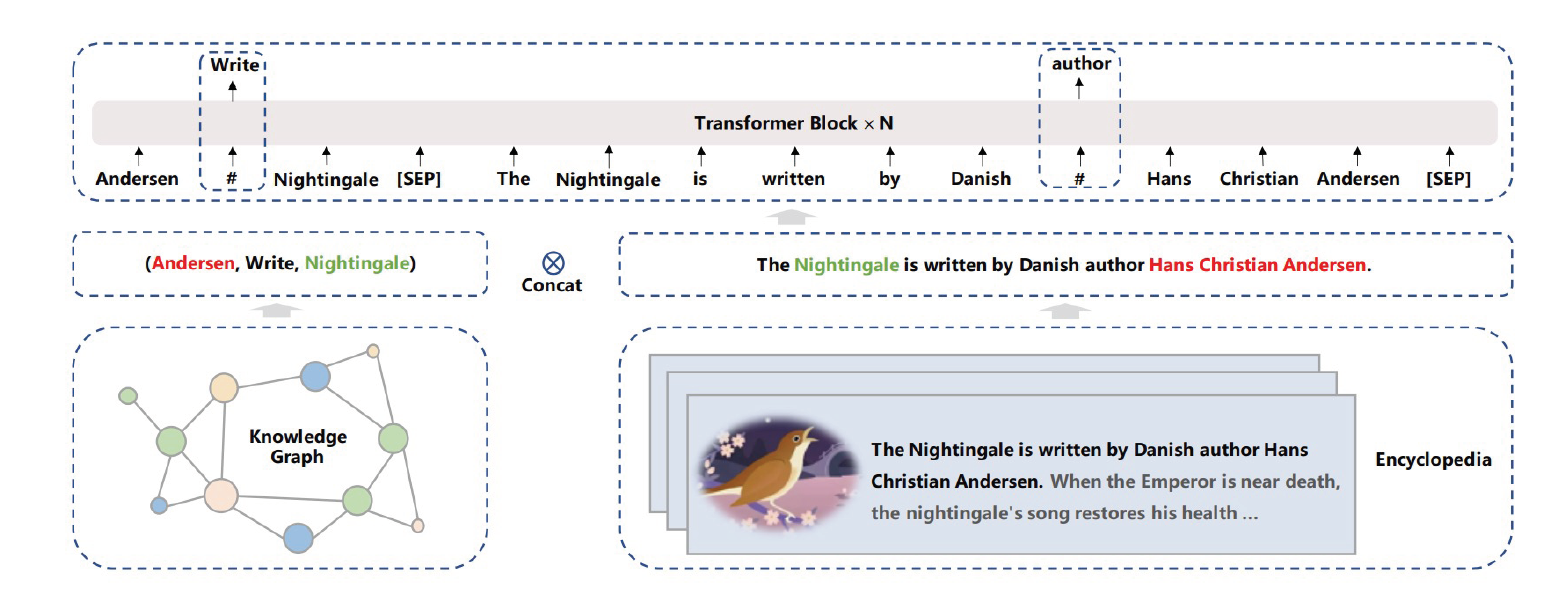 Write author
Transformer Block × N
Andersen # Nightingale [SEP] The Nightingale is written by Danish # Hans Christian Andersen [SEP]
(Andersen, Write, Nightingale)
Concat
The Nightingale is written by Danish author Hans Christian Andersen.
Knowledge
Graph
The Nightingale is written by Danish author Hans
Christian Andersen. When the Emperor is near death,
the nightingale's song restores his health ...
Encyclopedia